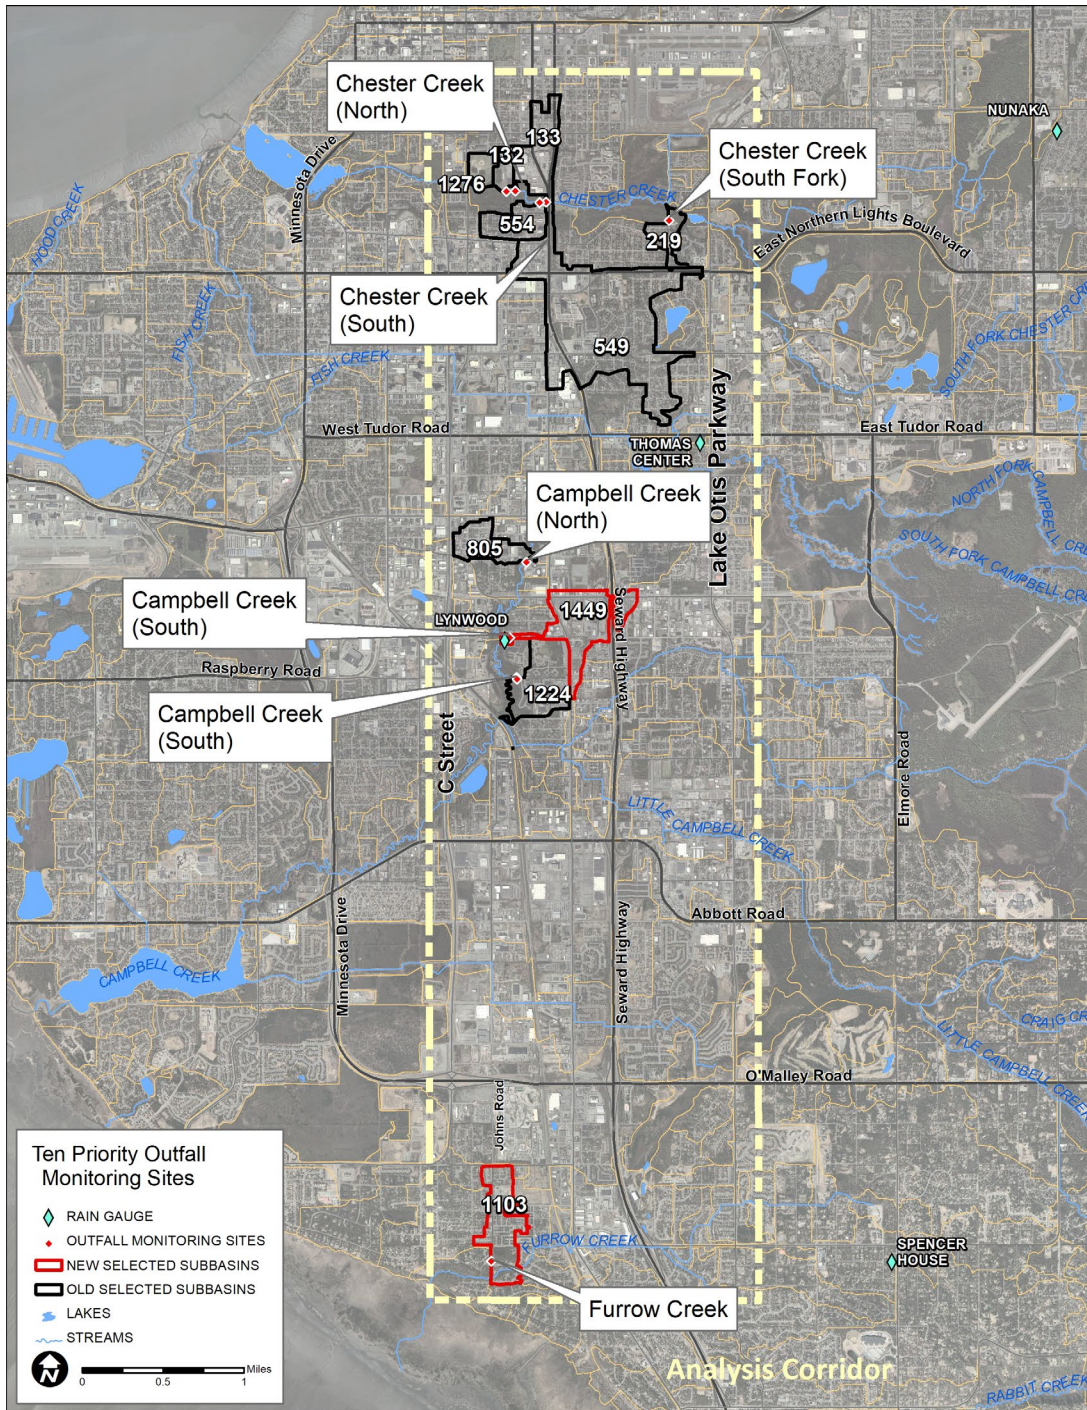 Chester Creek
(North)
NUNAKA
133
132
1276
Chester Creek
(South Fork)
CHESTER CREEK
Minnesota Drive
HOOD CREEK
554
219
East Northern Lights Boulevard
Chester Creek
(South)
FISH CREEK
FISH CREEK
549
SOUTH FORK CHESTER CRE
West Tudor Road
East Tudor Road
THOMAS
CENTER
Lake Otis Parkway
Campbell Creek
(North)
NORTH FORK CAMPBELL CRE
SOUTH FORK CAMPBELL CRE
805
Campbell Creek
(South)
LYNWOOD
1449
Seward Highway
Raspberry Road
1224
Campbell Creek
(South)
C Street
Elmore Road
LITTLE CAMPBELL CREEK
Abbott Road
Minnesota Drive
Seward Highway
CAMPBELL CREEK
CRAIG CR
LITTLE CAMPBELL CREEK
O'Malley Road
Johns Road
1103
FURROW CREEK
SPENCER
HOUSE
Furrow Creek
Analysis Corridor
RABBIT CREEK
Ten Priority Outfall
Monitoring Sites
RAIN GAUGE
OUTFALL MONITORING SITES
NEW SELECTED SUBBASINS
OLD SELECTED SUBBASINS
LAKES
STREAMS
N
Miles
0 0.5 1